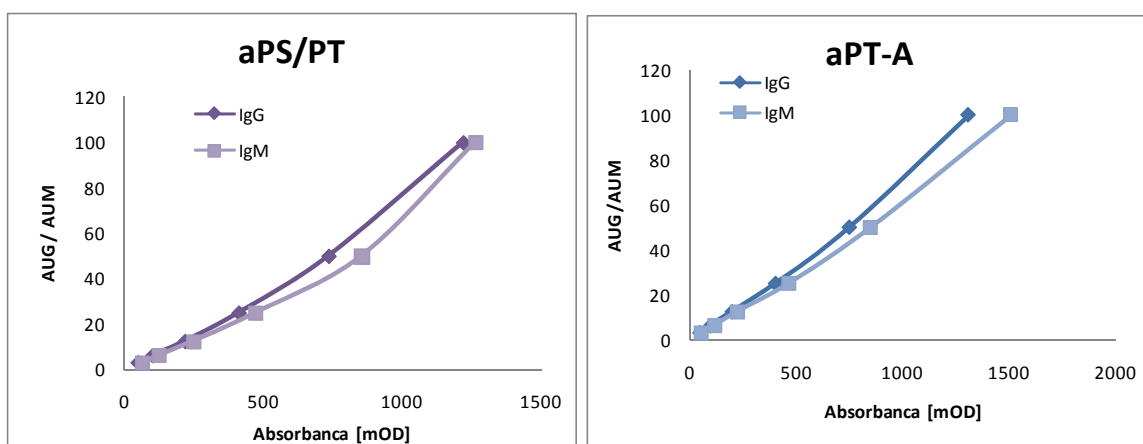 aPS/PT
120
100
80
60
40
20
0
AUG / AUM
IgG
IgM
0 500 1000 1500
Absorbanca [mOD]
aPT-A
120
100
80
60
40
20
0
AUG /AUM
IgG
IgM
0 500 1000 1500 2000
Absorbanca [mOD]